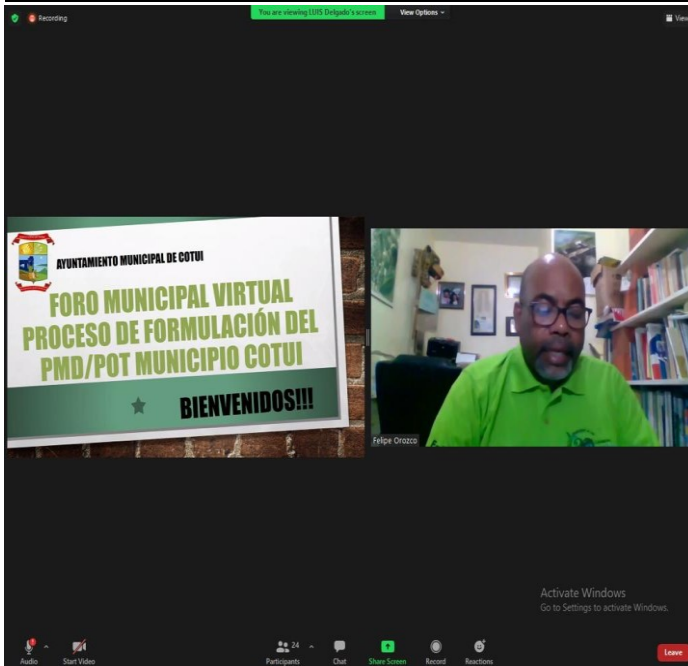 Recording
You are viewing LUIS Delgado's screen
View Options
View
AYUNTAMIENTO MUNICIPAL DE COTUI
FORO MUNICIPAL VIRTUAL
PROCESO DE FORMULACIÓN DEL
PMD/POT MUNICIPIO COTUI
BIENVENIDOS!!!
Felipe Orozco
Activate Windows
Go to Settings to activate Windows.
Audio
Start Video
24
Participants
Chat
Share Screen
Record
Reactions
Leave